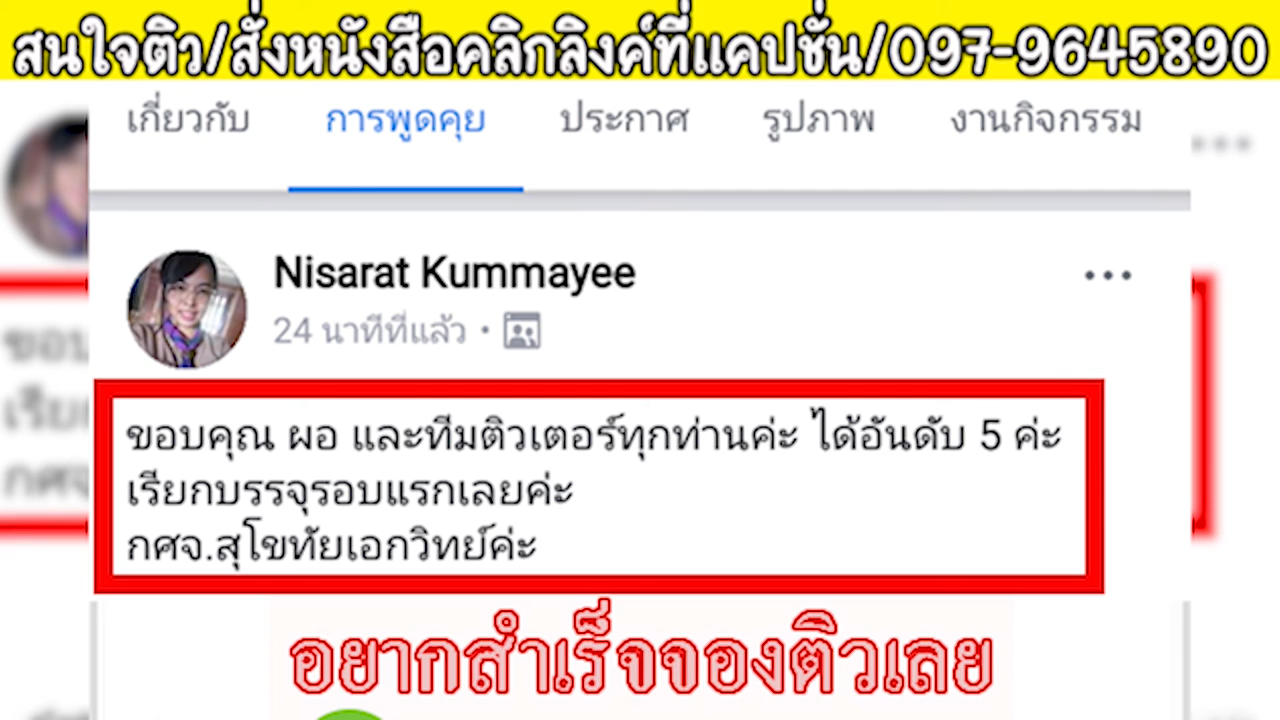 สนใจติว/สั่งหนังสือคลิกลิงค์ที่แคปชั่น/097-9645890
เกี่ยวกับ การพูดคุย ประกาศ รูปภาพ งานกิจกรรม
Nisarat Kummayee
24 นาทีที่แล้ว
ขอบคุณ ผอ และทีมติวเตอร์ทุกท่านค่ะ ได้อันดับ 5 ค่ะ
เรียกบรรจุรอบแรกเลยค่ะ
กศจ.สุโขทัยเอกวิทย์ค่ะ
อยากสำเร็จจองติวเลย